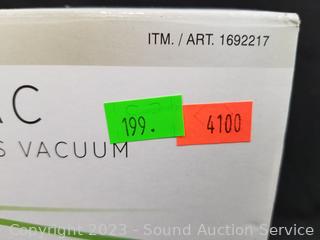 ITM. / ART. 1692217
AC
199.
4100
S VACUUM
Copyright 2023 - Sound Auction Service